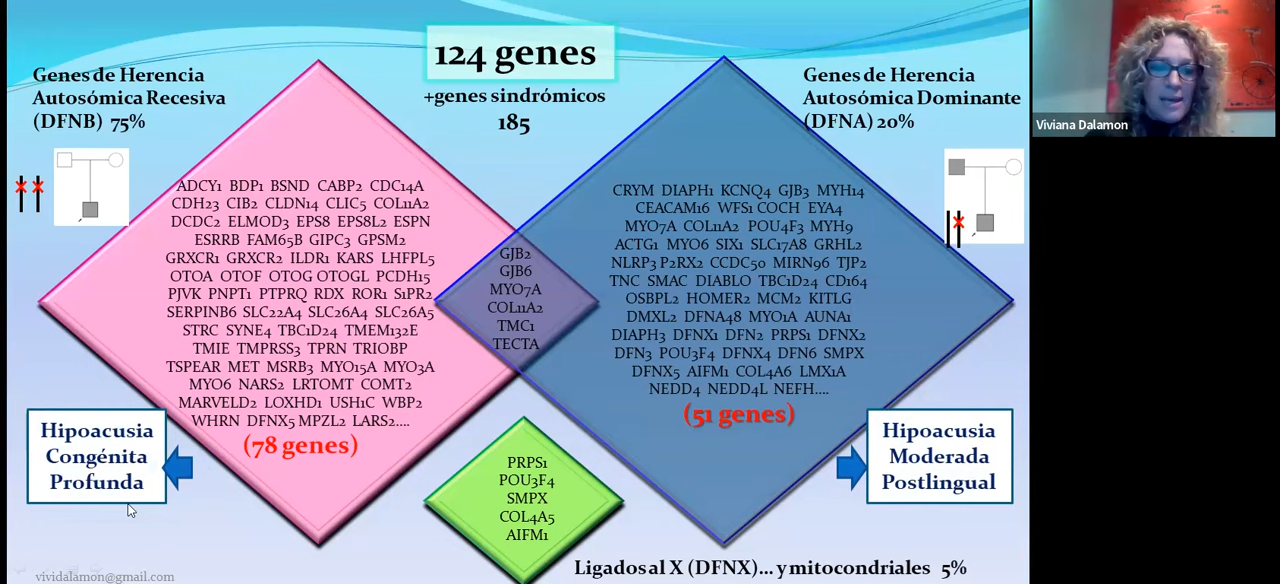 124 genes
+genes sindrómicos
185
Genes de Herencia
Autosómica Recesiva
(DFNB) 75%
Genes de Herencia
Autosómica Dominante
(DFNA) 20%
Viviana Dalamon
ADCY1 BDP1 BSND CABP2 CDC14A
CDH23 CIB2 CLDN14 CLIC5 COL11A2
DCDC2 ELMOD3 EPS8 EPS8L2 ESPN
ESRRB FAM65B GIPC3 GPSM2
GRXCR1 GRXCR2 ILDR1 KARS LHFPL5
OTOA OTOF OTOG OTOGL PCDH15
PJVK PNPT1 PTPRQ RDX ROR1 S1PR2
SERPINB6 SLC22A4 SLC26A4 SLC26A5
STRC SYNE4 TBC1D24 TMEM132E
TMIE TMPRSS3 TPRN TRIOBP
TSPEAR MET MSRB3 MYO15A MYO3A
MYO6 NARS2 LRTOMT COMT2
MARVELD2 LOXHD1 USH1C WBP2
WHRN DFNX5 MPZL2 LARS2....
(78 genes)
GJB2
GJB6
MYO7A
COL11A2
TMC1
TECTA
CRYM DIAPH1 KCNQ4 GJB3 MYH14
CEACAM16 WFS1 COCH EYA4
MYO7A COL11A2 POU4F3 MYH9
ACTG1 MYO6 SIX1 SLC17A8 GRHL2
NLRP3 P2RX2 CCDC50 MIRN96 TJP2
TNC SMAC DIABLO TBC1D24 CD164
OSBPL2 HOMER2 MCM2 KITLG
DMXL2 DFNA48 MYO1A AUNA1
DIAPH3 DFNX1 DFN2 PRPS1 DFNX2
DFN3 POU3F4 DFNX4 DFN6 SMPX
DFNX5 AIFM1 COL4A6 LMX1A
NEDD4 NEDD4L NEFH....
(51 genes)
Hipoacusia
Congénita
Profunda
Hipoacusia
Moderada
Postlingual
PRPS1
POU3F4
SMPX
COL4A5
AIFM1
Ligados al X (DFNX)... y mitocondriales 5%
vividalamon@gmail.com